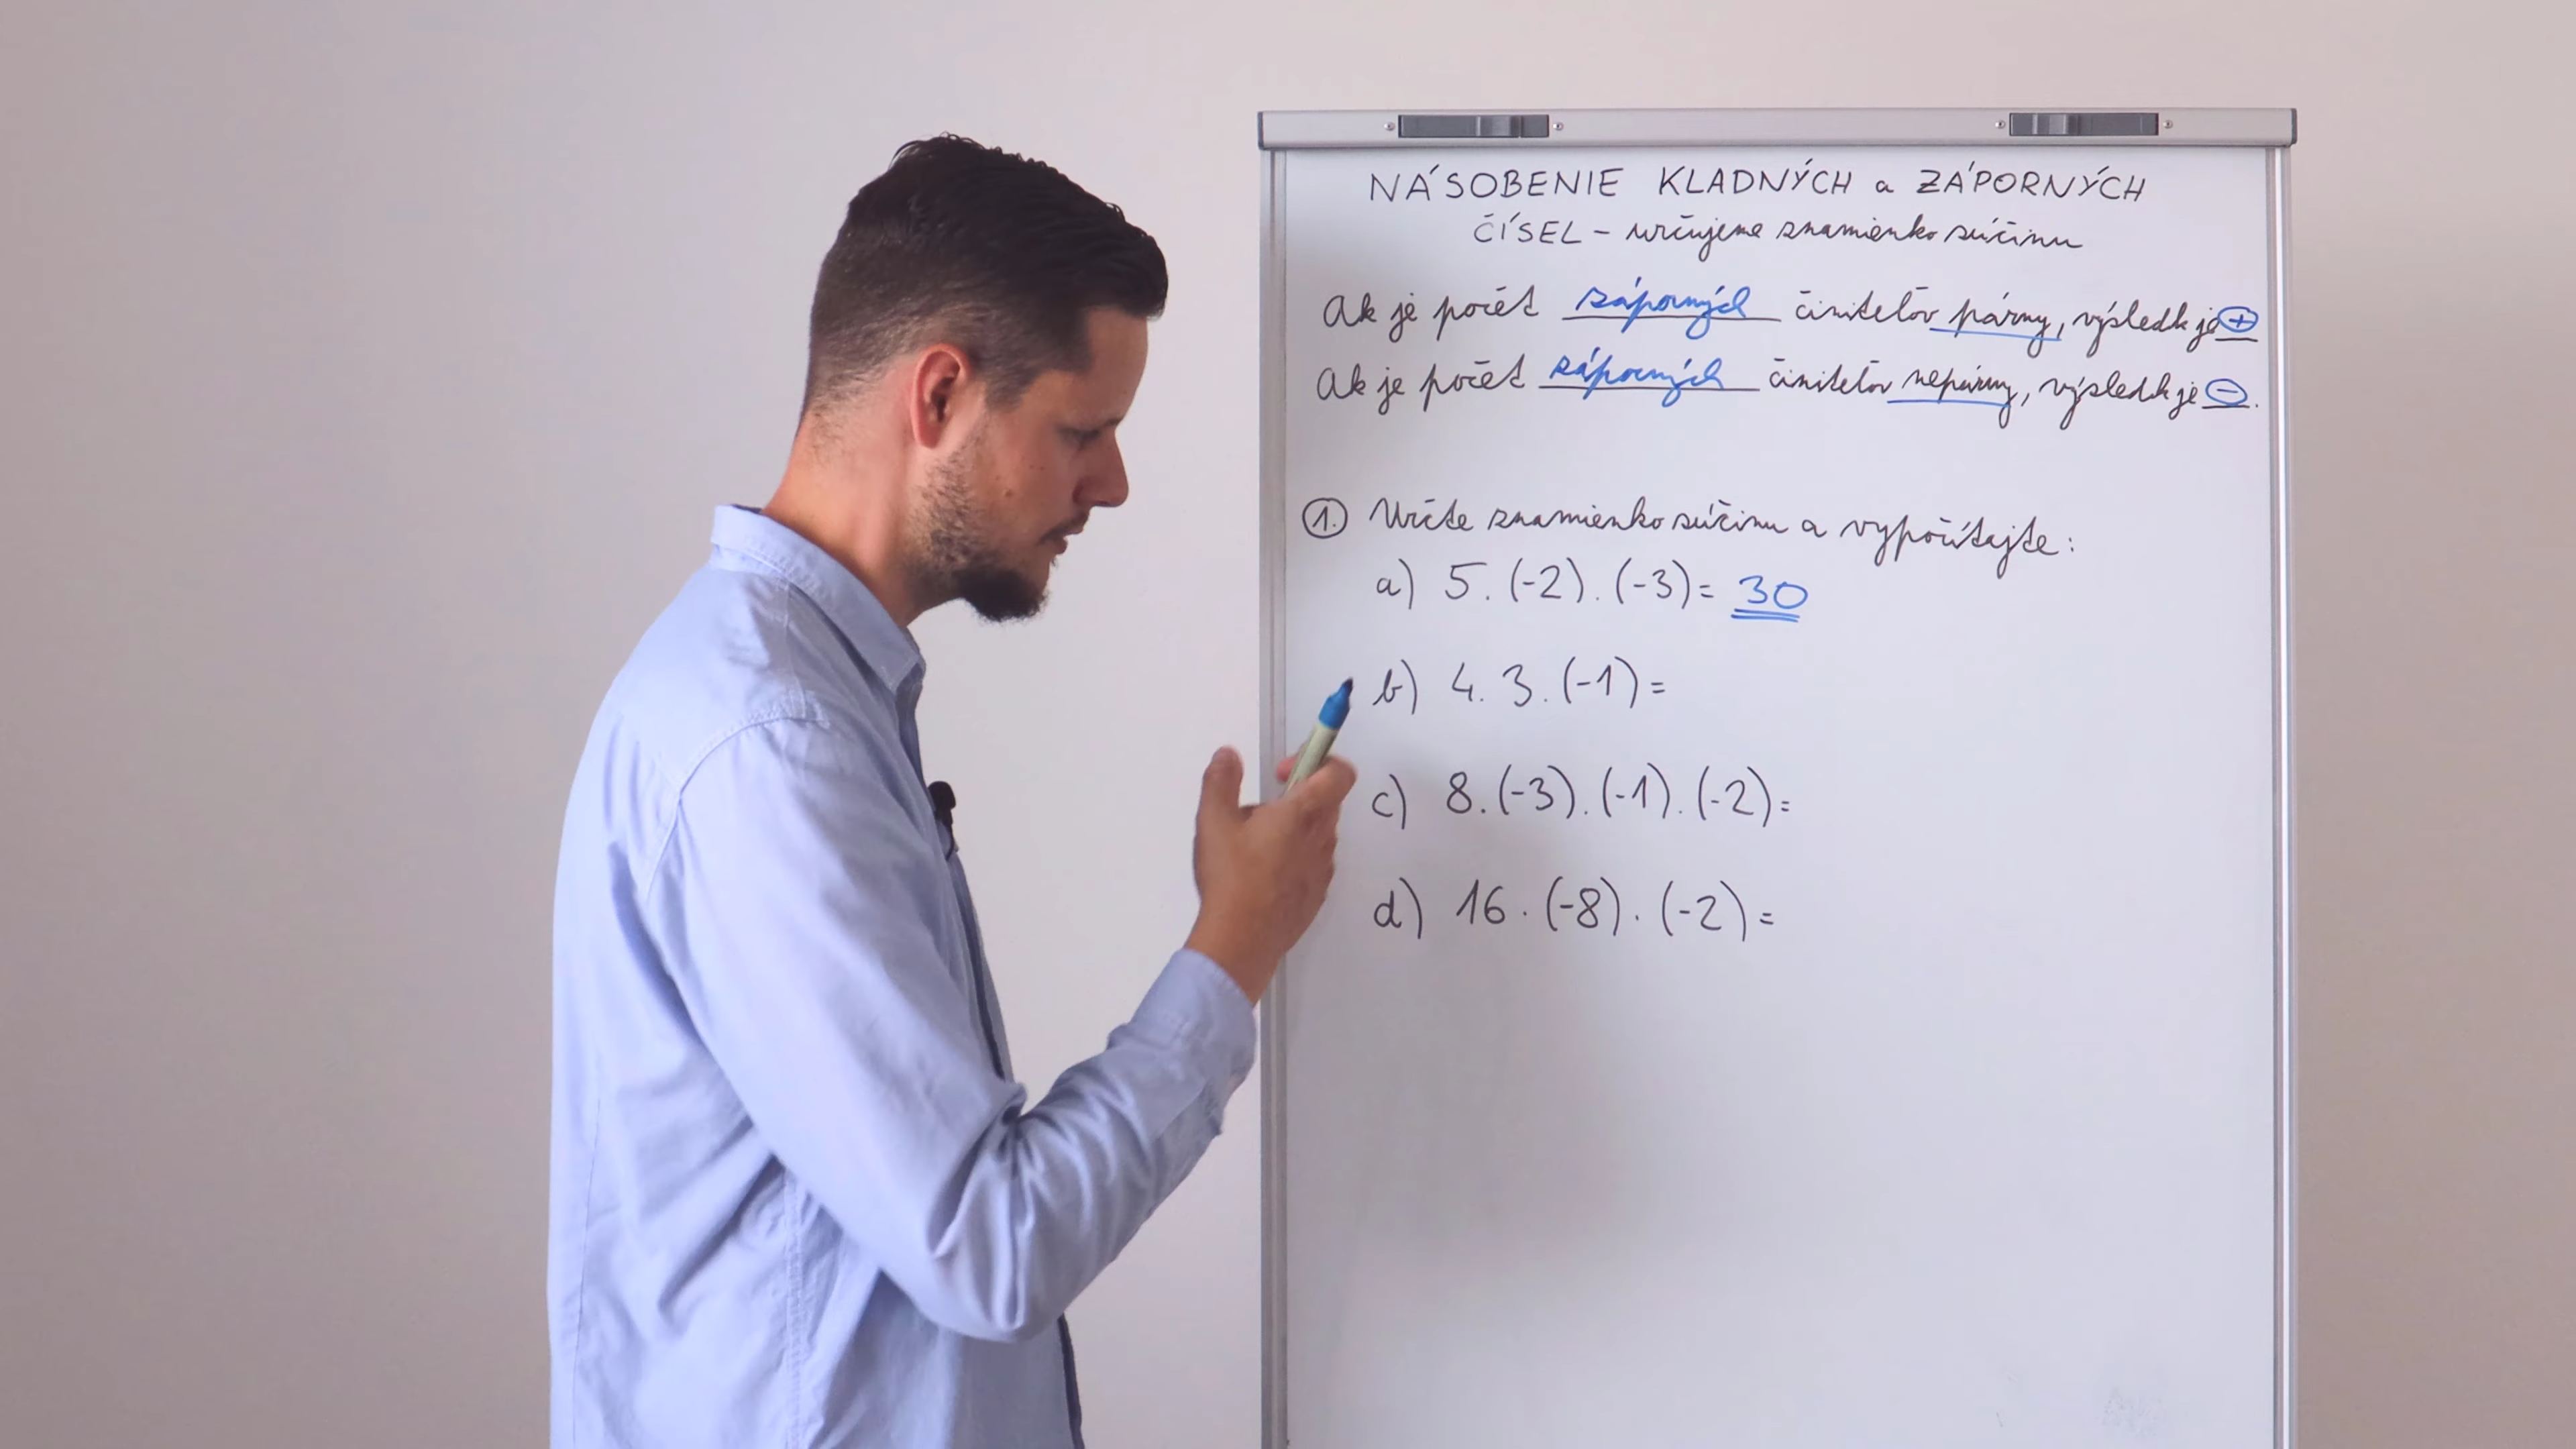 NÁSOBENIE KLADNÝCH a ZÁPORNÝCH
ČÍSEL – určujeme znamienko súčinu
Ak je počet záporných činiteľov párny, výsledk je +
Ak je počet záporných činiteľov nepárny, výsledk je - .
1. Určte znamienko súčinu a vypočítajte:
a) 5 . (-2) . (-3) = 30
b) 4 . 3 . (-1) =
c) 8 . (-3) . (-1) . (-2) =
d) 16 . (-8) . (-2) =